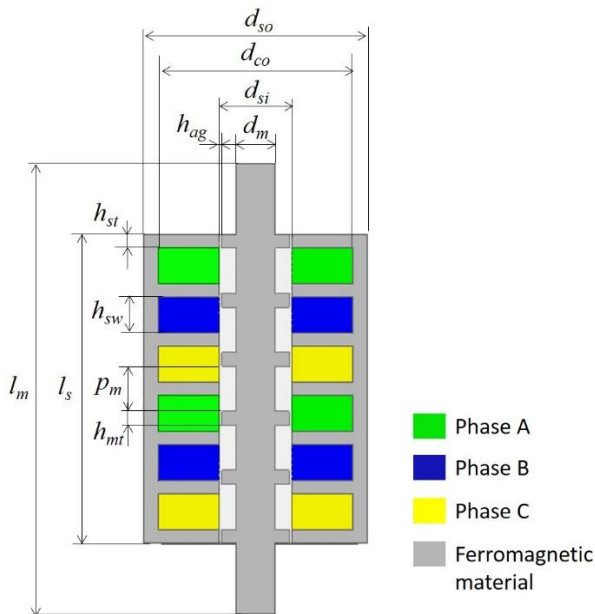 d_so
d_co
d_si
h_ag d_m
h_st
h_sw
l_m l_s p_m
h_mt
Phase A
Phase B
Phase C
Ferromagnetic
material